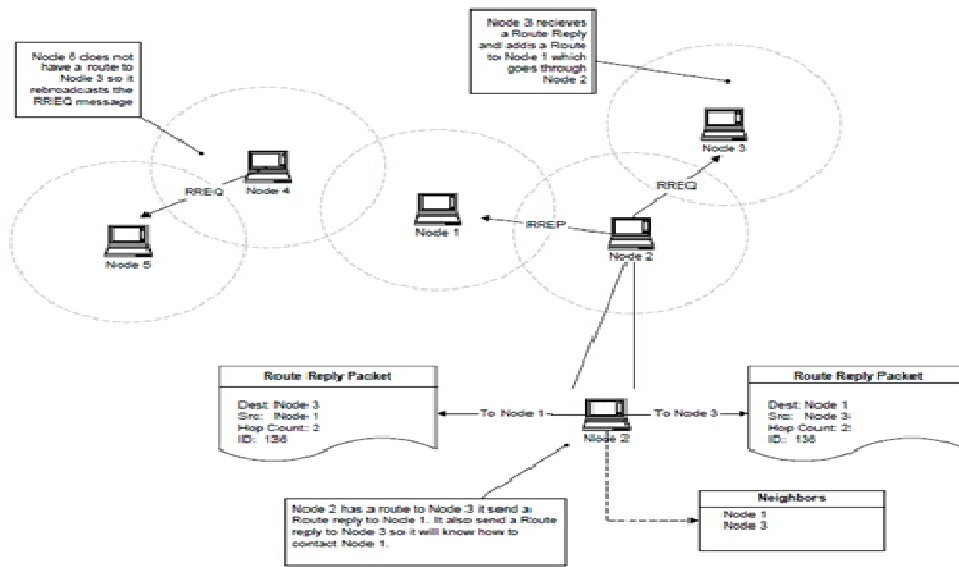 Node 6 does not
have a route to
Node 3 so it
rebroadcasts the
RREQ message
Node 3 recieves
a Route Reply
and adds a Route
to Node 1 which
goes through
Node 2
Node 3
Node 4
RREQ
RREQ
Node 1
RREP
Node 2
Node 5
Route Reply Packet
Dest: Node 3
Src: Node 1
Hop Count: 2
ID: 136
To Node 1
To Node 3
Node 2
Route Reply Packet
Dest: Node 1
Src: Node 3
Hop Count: 2
ID: 136
Node 2 has a route to Node 3 it send a
Route reply to Node 1. It also send a Route
reply to Node 3 so it will know how to
contact Node 1.
Neighbors
Node 1
Node 3